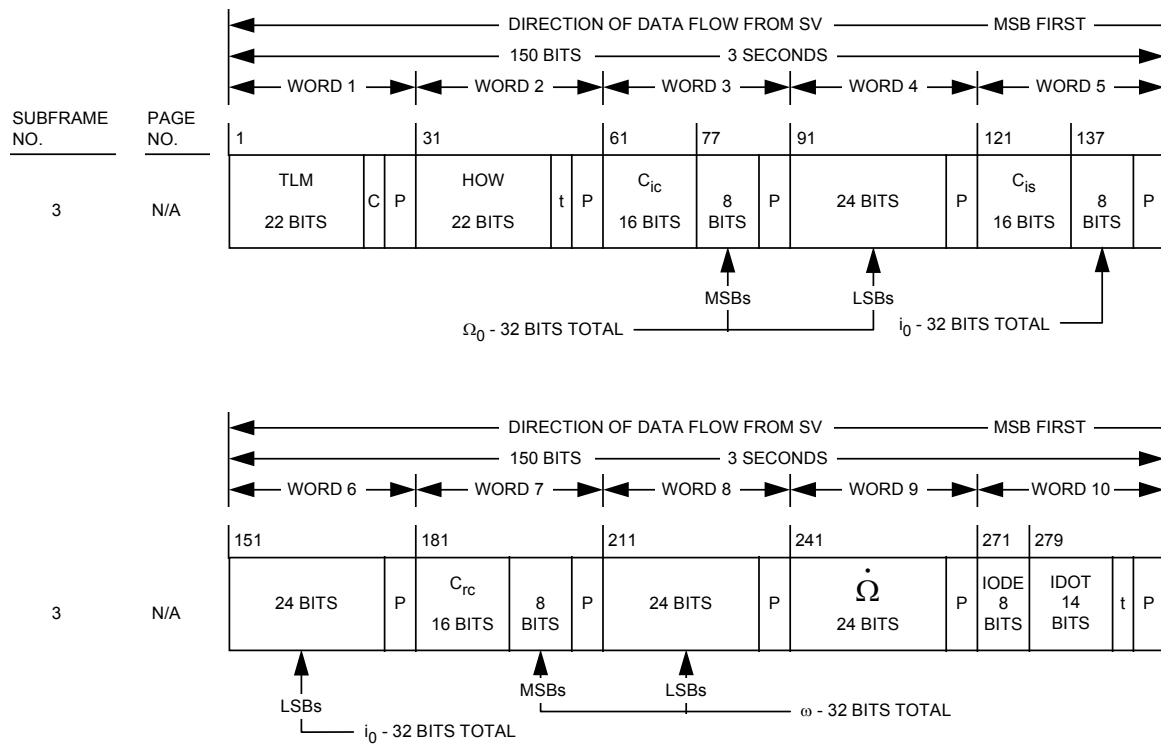 DIRECTION OF DATA FLOW FROM SV MSB FIRST
150 BITS 3 SECONDS
WORD 1 WORD 2 WORD 3 WORD 4 WORD 5
SUBFRAME NO. PAGE NO.
1 31 61 77 91 121 137
3 N/A
TLM 22 BITS C P HOW 22 BITS t P C_ic 16 BITS 8 BITS P 24 BITS P C_is 16 BITS 8 BITS P
MSBs LSBs
Ω_0 - 32 BITS TOTAL i_0 - 32 BITS TOTAL
DIRECTION OF DATA FLOW FROM SV MSB FIRST
150 BITS 3 SECONDS
WORD 6 WORD 7 WORD 8 WORD 9 WORD 10
151 181 211 241 271 279
3 N/A
24 BITS P C_rc 16 BITS 8 BITS P 24 BITS P Ω̇ 24 BITS P IODE 8 BITS IDOT 14 BITS t P
LSBs MSBs LSBs
i_0 - 32 BITS TOTAL ω - 32 BITS TOTAL